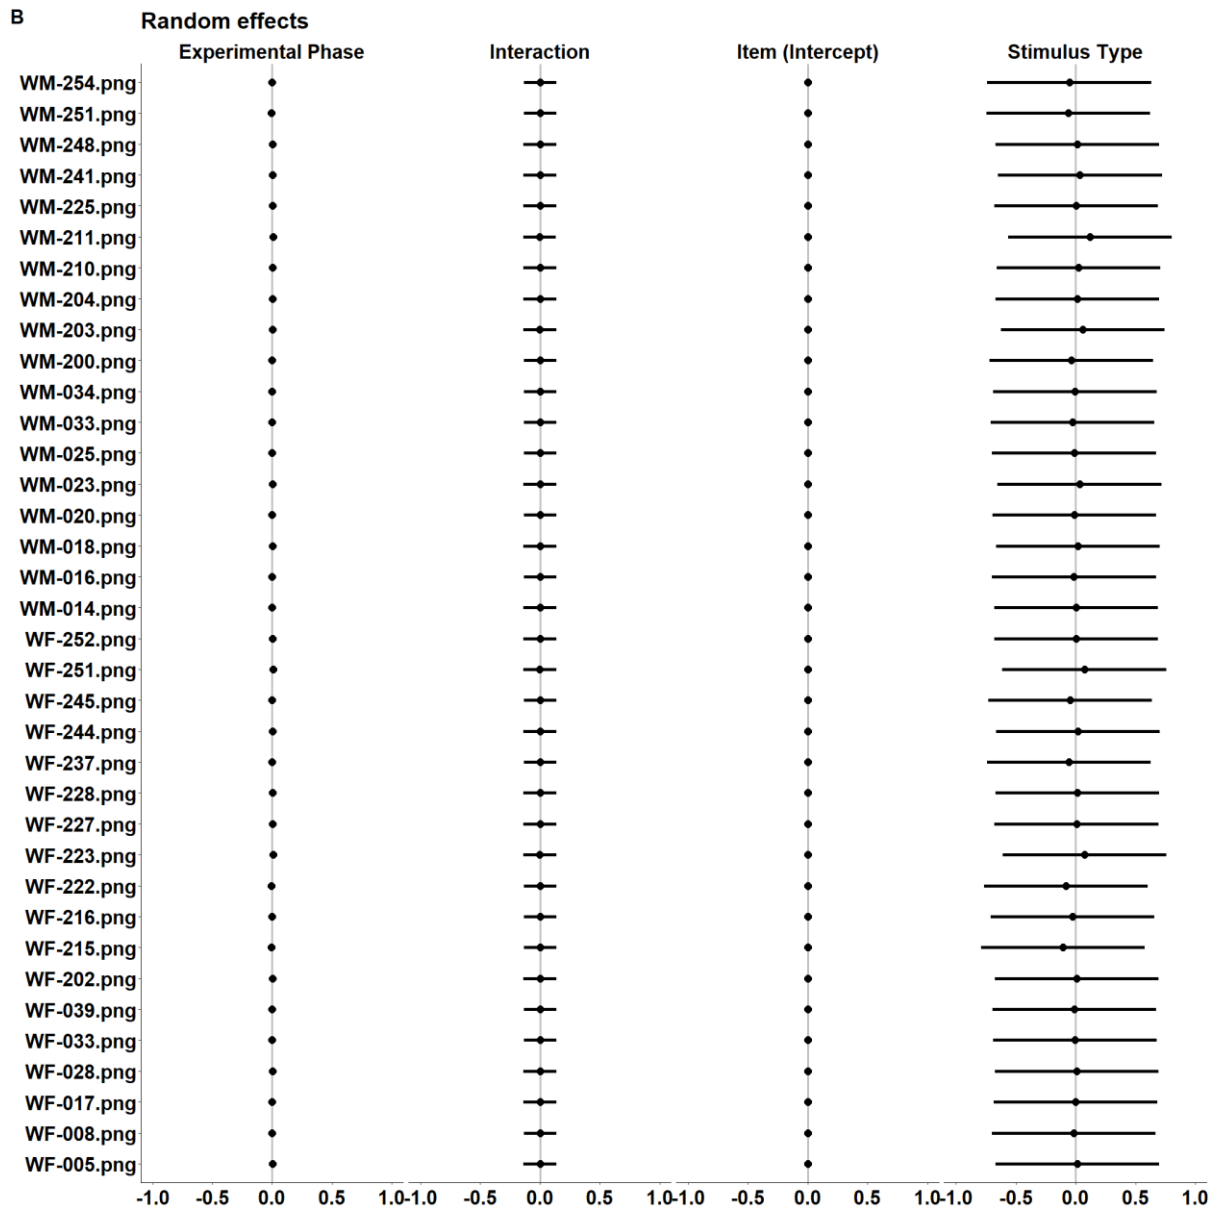 B
Random effects
Experimental Phase Interaction Item (Intercept) Stimulus Type
WM-254.png
WM-251.png
WM-248.png
WM-241.png
WM-225.png
WM-211.png
WM-210.png
WM-204.png
WM-203.png
WM-200.png
WM-034.png
WM-033.png
WM-025.png
WM-023.png
WM-020.png
WM-018.png
WM-016.png
WM-014.png
WF-252.png
WF-251.png
WF-245.png
WF-244.png
WF-237.png
WF-228.png
WF-227.png
WF-223.png
WF-222.png
WF-216.png
WF-215.png
WF-202.png
WF-039.png
WF-033.png
WF-028.png
WF-017.png
WF-008.png
WF-005.png
-1.0 -0.5 0.0 0.5 1.0 -1.0 -0.5 0.0 0.5 1.0 -1.0 -0.5 0.0 0.5 1.0 -1.0 -0.5 0.0 0.5 1.0